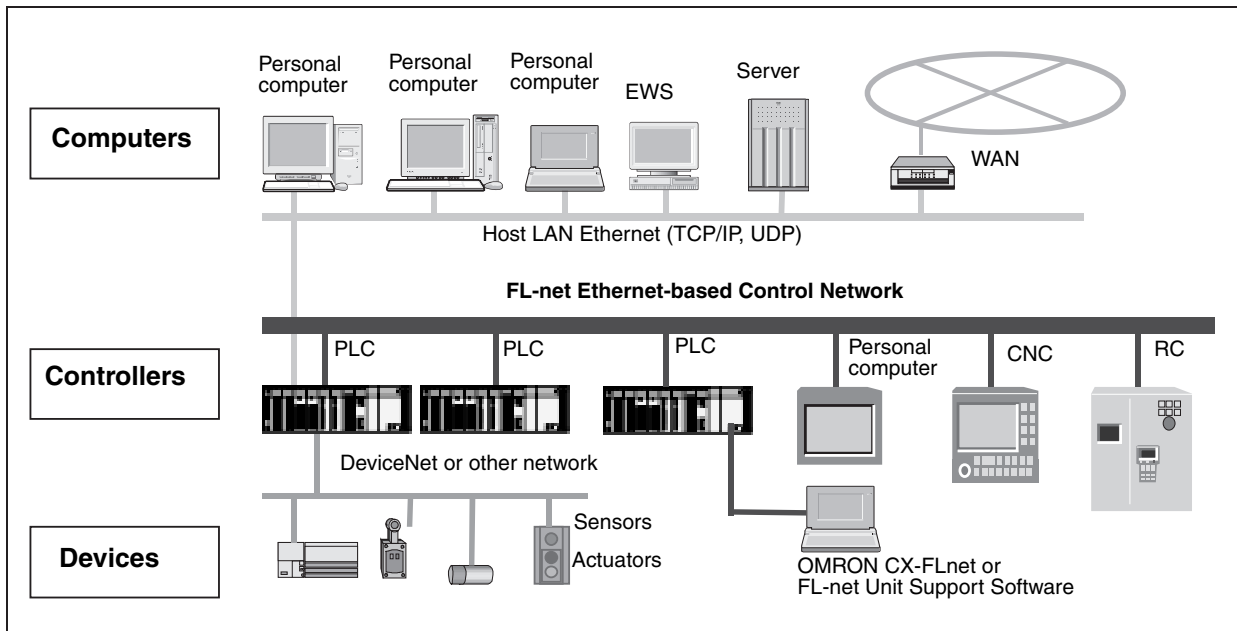 Personal
computer
Personal
computer
Personal
computer
EWS
Server
WAN
Computers
Host LAN Ethernet (TCP/IP, UDP)
FL-net Ethernet-based Control Network
PLC
PLC
PLC
Personal
computer
CNC
RC
Controllers
DeviceNet or other network
Sensors
Actuators
Devices
OMRON CX-FLnet or
FL-net Unit Support Software